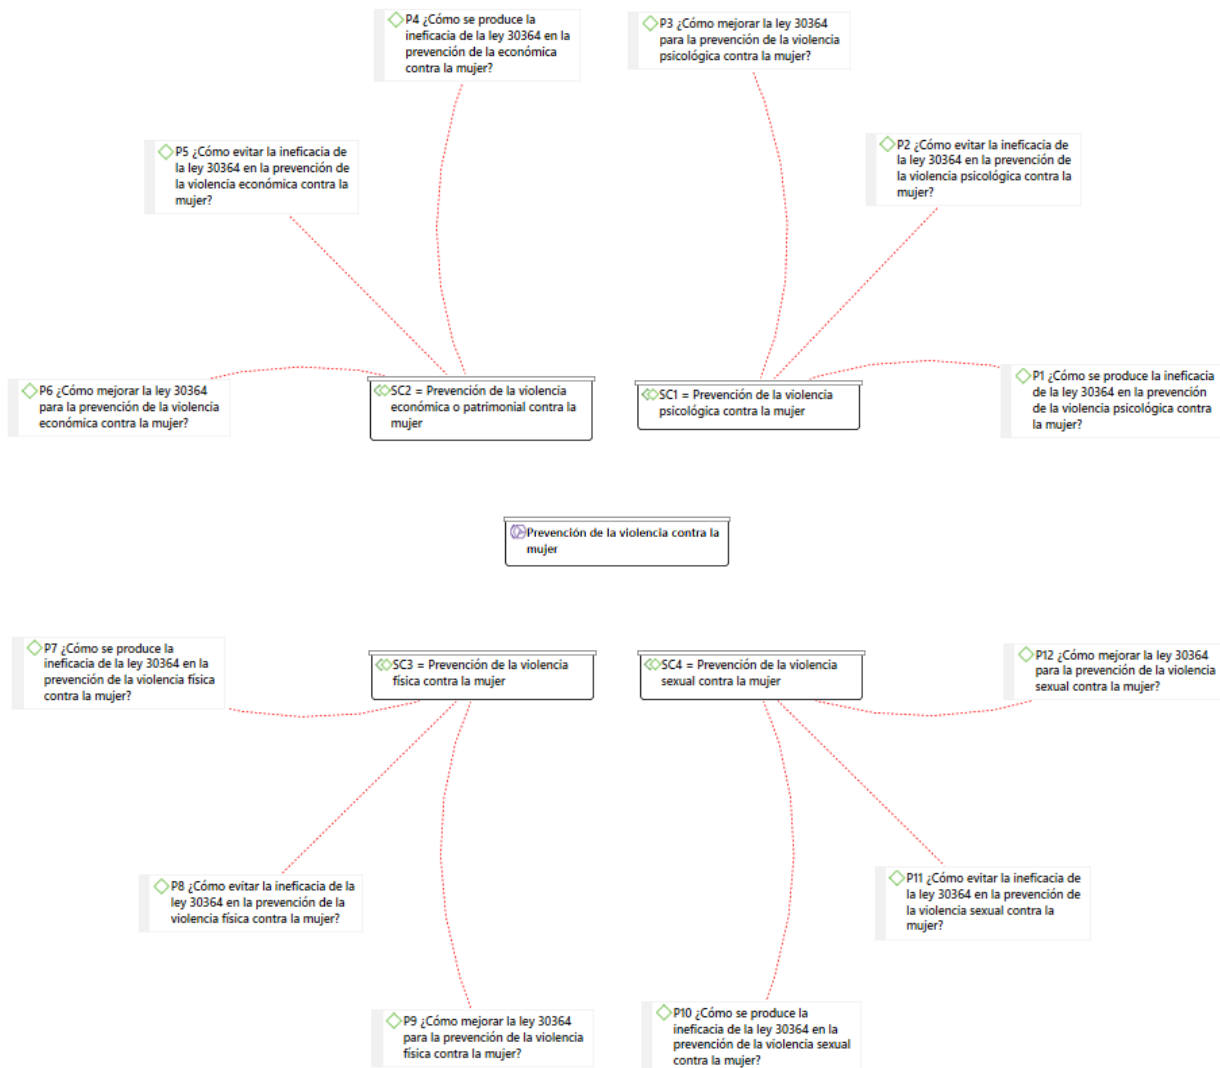 P4 ¿Cómo se produce la
ineficacia de la ley 30364 en la
prevención de la económica
contra la mujer?
P3 ¿Cómo mejorar la ley 30364
para la prevención de la violencia
psicológica contra la mujer?
P5 ¿Cómo evitar la ineficacia de
la ley 30364 en la prevención de
la violencia económica contra la
mujer?
P2 ¿Cómo evitar la ineficacia de
la ley 30364 en la prevención de
la violencia psicológica contra la
mujer?
P6 ¿Cómo mejorar la ley 30364
para la prevención de la violencia
económica contra la mujer?
SC2 = Prevención de la violencia
económica o patrimonial contra la
mujer
SC1 = Prevención de la violencia
psicológica contra la mujer
P1 ¿Cómo se produce la ineficacia
de la ley 30364 en la prevención
de la violencia psicológica contra
la mujer?
Prevención de la violencia contra la
mujer
P7 ¿Cómo se produce la
ineficacia de la ley 30364 en la
prevención de la violencia física
contra la mujer?
SC3 = Prevención de la violencia
física contra la mujer
SC4 = Prevención de la violencia
sexual contra la mujer
P12 ¿Cómo mejorar la ley 30364
para la prevención de la violencia
sexual contra la mujer?
P8 ¿Cómo evitar la ineficacia de la
ley 30364 en la prevención de la
violencia física contra la mujer?
P11 ¿Cómo evitar la ineficacia de
la ley 30364 en la prevención de
la violencia sexual contra la
mujer?
P9 ¿Cómo mejorar la ley 30364
para la prevención de la violencia
física contra la mujer?
P10 ¿Cómo se produce la
ineficacia de la ley 30364 en la
prevención de la violencia sexual
contra la mujer?